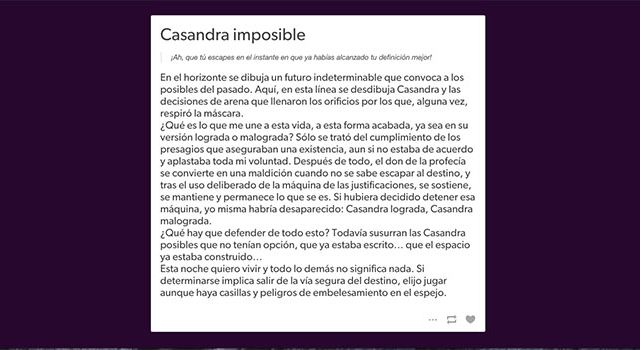 Casandra imposible
¡Ah, que tú escapes en el instante en que ya habías alcanzado tu definición mejor!
En el horizonte se dibuja un futuro indeterminable que convoca a los
posibles del pasado. Aquí, en esta línea se desdibuja Casandra y las
decisiones de arena que llenaron los orificios por los que, alguna vez,
respiró la máscara.
¿Qué es lo que me une a esta vida, a esta forma acabada, ya sea en su
versión lograda o malograda? Sólo se trató del cumplimiento de los
presagios que aseguraban una existencia, aun si no estaba de acuerdo
y aplastaba toda mi voluntad. Después de todo, el don de la profecía
se convierte en una maldición cuando no se sabe escapar al destino, y
tras el uso deliberado de la máquina de las justificaciones, se sostiene,
se mantiene y permanece lo que se es. Si hubiera decidido detener esa
máquina, yo misma habría desaparecido: Casandra lograda, Casandra
malograda.
¿Qué hay que defender de todo esto? Todavía susurran las Casandra
posibles que no tenían opción, que ya estaba escrito... que el espacio
ya estaba construido...
Esta noche quiero vivir y todo lo demás no significa nada. Si
determinarse implica salir de la vía segura del destino, elijo jugar
aunque haya casillas y peligros de embelesamiento en el espejo.